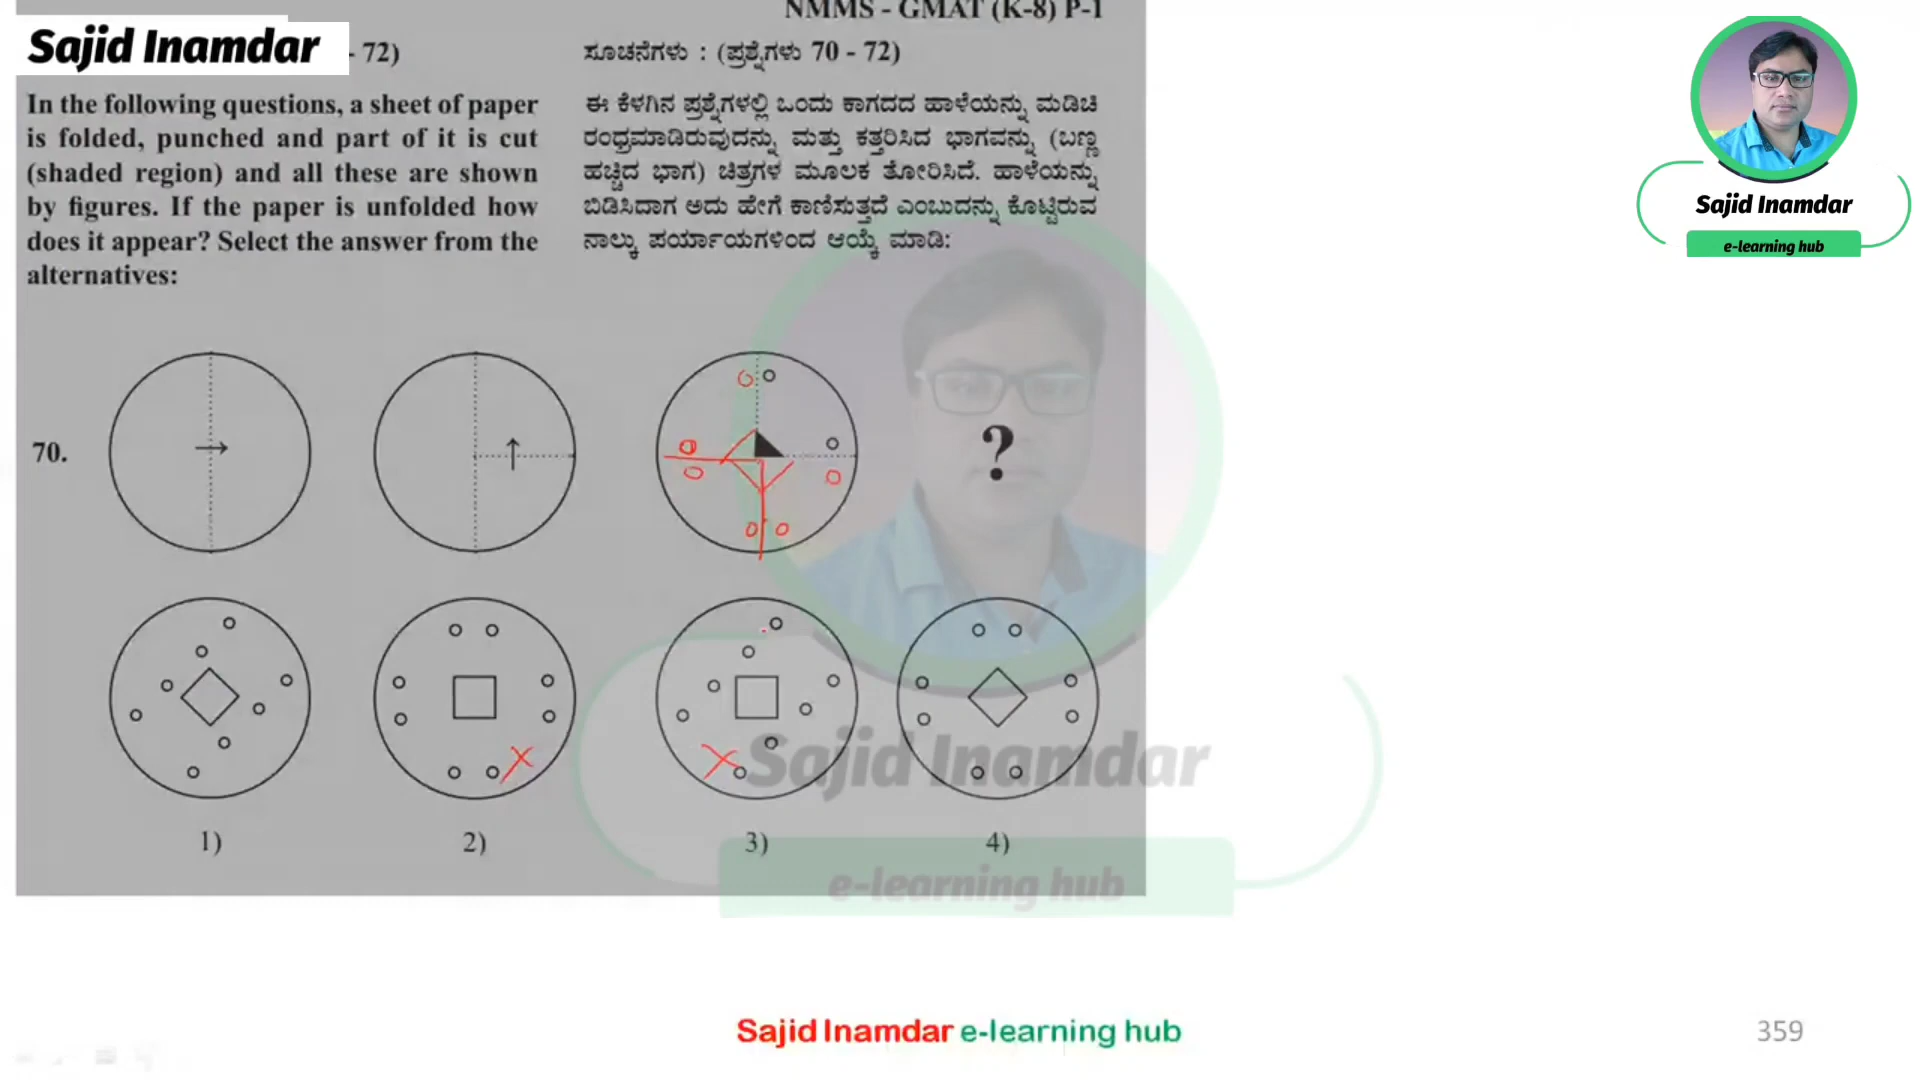 NMMS - GMAT (K-8) P-1
Sajid Inamdar
- 72)
In the following questions, a sheet of paper
is folded, punched and part of it is cut
(shaded region) and all these are shown
by figures. If the paper is unfolded how
does it appear? Select the answer from the
alternatives:
ಸೂಚನೆಗಳು : (ಪ್ರಶ್ನೆಗಳು 70 - 72)
ಈ ಕೆಳಗಿನ ಪ್ರಶ್ನೆಗಳಲ್ಲಿ ಒಂದು ಕಾಗದದ ಹಾಳೆಯನ್ನು ಮಡಿಚಿ
ರಂಧ್ರಮಾಡಿರುವುದನ್ನು ಮತ್ತು ಕತ್ತರಿಸಿದ ಭಾಗವನ್ನು (ಬಣ್ಣ
ಹಚ್ಚಿದ ಭಾಗ) ಚಿತ್ರಗಳ ಮೂಲಕ ತೋರಿಸಿದೆ. ಹಾಳೆಯನ್ನು
ಬಿಡಿಸಿದಾಗ ಅದು ಹೇಗೆ ಕಾಣಿಸುತ್ತದೆ ಎಂಬುದನ್ನು ಕೊಟ್ಟಿರುವ
ನಾಲ್ಕು ಪರ್ಯಾಯಗಳಿಂದ ಆಯ್ಕೆ ಮಾಡಿ:
Sajid Inamdar
e-learning hub
70.
?
1)
2)
3)
4)
Sajid Inamdar
e-learning hub
Sajid Inamdar e-learning hub
359